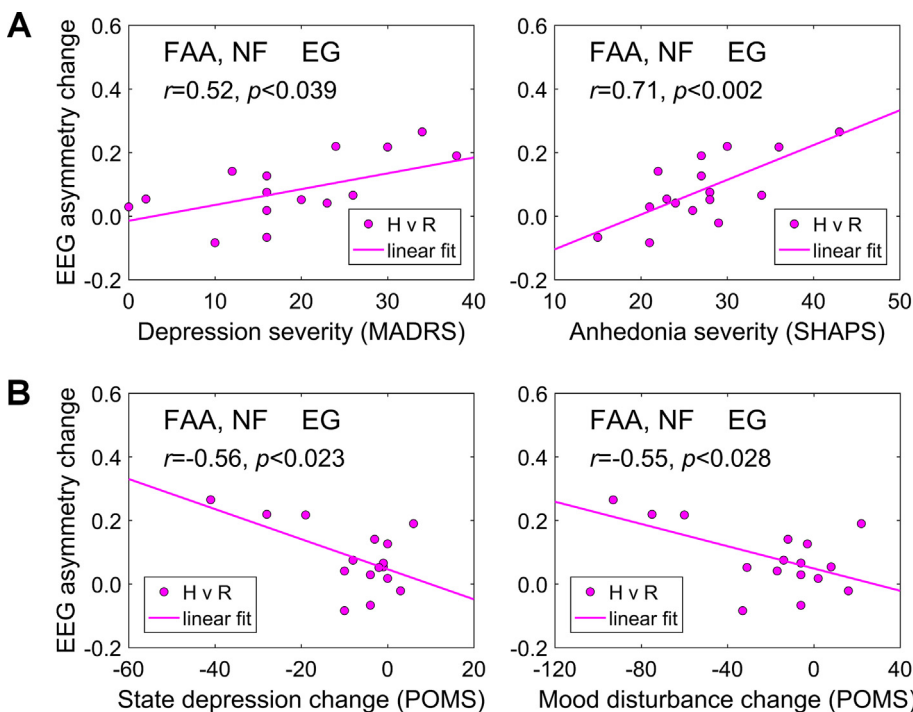 A
FAA, NF EG
r=0.52, p<0.039
EEG asymmetry change
0.6
0.4
0.2
0.0
-0.2
H v R
linear fit
0 10 20 30 40
Depression severity (MADRS)
FAA, NF EG
r=0.71, p<0.002
0.6
0.4
0.2
0.0
-0.2
H v R
linear fit
10 20 30 40 50
Anhedonia severity (SHAPS)
B
FAA, NF EG
r=-0.56, p<0.023
EEG asymmetry change
0.6
0.4
0.2
0.0
-0.2
H v R
linear fit
-60 -40 -20 0 20
State depression change (POMS)
FAA, NF EG
r=-0.55, p<0.028
0.6
0.4
0.2
0.0
-0.2
H v R
linear fit
-120 -80 -40 0 40
Mood disturbance change (POMS)